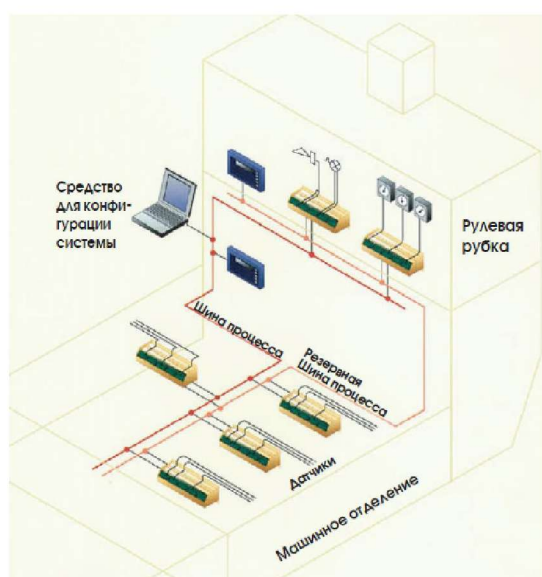 Средство
для конфи-
гурации
системы
Рулевая
рубка
Шина процесса
Резервная
Шина процесса
Датчики
Машинное отделение